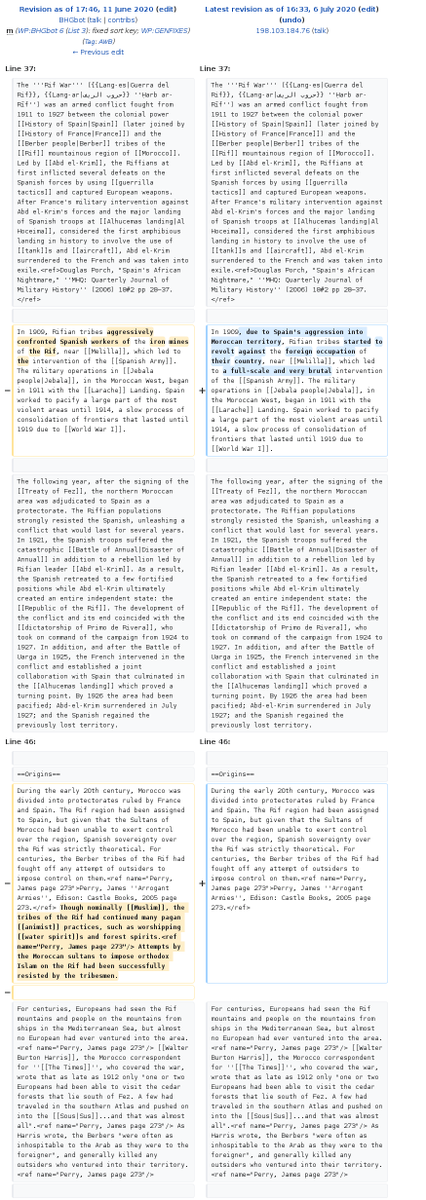 Revision as of 17:46, 11 June 2020 (edit)
BHGbot (talk | contribs)
m (WP:BHGbot 6 (List 3): fixed sort key; WP:GENFIXES)
(Tag: AWB)
← Previous edit
Latest revision as of 16:33, 6 July 2020 (edit)
(undo)
198.103.184.76 (talk)
Line 37:
The '''Rif War''' ({{Lang-es|Guerra del
Rif}}, {{Lang-ar|حروب الريف}} ''Harb ar-
Rīf'') was an armed conflict fought from
1911 to 1927 between the colonial power
[[History of Spain|Spain]] (later joined by
[[History of France|France]]) and the
[[Berber people|Berber]] tribes of the
[[Rif]] mountainous region of [[Morocco]].
Led by [[Abd el-Krim]], the Riffians at
first inflicted several defeats on the
Spanish forces by using [[guerrilla
tactics]] and captured European weapons.
After France's military intervention against
Abd el-Krim's forces and the major landing
of Spanish troops at [[Alhucemas landing|Al
Hoceima]], considered the first amphibious
landing in history to involve the use of
[[tank]]s and [[aircraft]], Abd el-Krim
surrendered to the French and was taken into
exile.<ref>Douglas Porch, "Spain's African
Nightmare," ''MHQ: Quarterly Journal of
Military History'' (2006) 18#2 pp 28–37.
</ref>
Line 37:
The '''Rif War''' ({{Lang-es|Guerra del
Rif}}, {{Lang-ar|حروب الريف}} ''Harb ar-
Rīf'') was an armed conflict fought from
1911 to 1927 between the colonial power
[[History of Spain|Spain]] (later joined by
[[History of France|France]]) and the
[[Berber people|Berber]] tribes of the
[[Rif]] mountainous region of [[Morocco]].
Led by [[Abd el-Krim]], the Riffians at
first inflicted several defeats on the
Spanish forces by using [[guerrilla
tactics]] and captured European weapons.
After France's military intervention against
Abd el-Krim's forces and the major landing
of Spanish troops at [[Alhucemas landing|Al
Hoceima]], considered the first amphibious
landing in history to involve the use of
[[tank]]s and [[aircraft]], Abd el-Krim
surrendered to the French and was taken into
exile.<ref>Douglas Porch, "Spain's African
Nightmare," ''MHQ: Quarterly Journal of
Military History'' (2006) 18#2 pp 28–37.
</ref>
−
In 1909, Rifian tribes aggressively
confronted Spanish workers of the iron mines
of the Rif, near [[Melilla]], which led to
the intervention of the [[Spanish Army]].
The military operations in [[Jebala
people|Jebala]], in the Moroccan West, began
in 1911 with the [[Larache]] Landing. Spain
worked to pacify a large part of the most
violent areas until 1914, a slow process of
consolidation of frontiers that lasted until
1919 due to [[World War I]].
+
In 1909, due to Spain's aggression into
Moroccan territory, Rifian tribes started to
revolt against the foreign occupation of
their country, near [[Melilla]], which led
to a full-scale and very brutal intervention
of the [[Spanish Army]]. The military
operations in [[Jebala people|Jebala]], in
the Moroccan West, began in 1911 with the
[[Larache]] Landing. Spain worked to pacify
a large part of the most violent areas until
1914, a slow process of consolidation of
frontiers that lasted until 1919 due to
[[World War I]].
The following year, after the signing of the
[[Treaty of Fez]], the northern Moroccan
area was adjudicated to Spain as a
protectorate. The Riffian populations
strongly resisted the Spanish, unleashing a
conflict that would last for several years.
In 1921, the Spanish troops suffered the
catastrophic [[Battle of Annual|Disaster of
Annual]] in addition to a rebellion led by
Rifian leader [[Abd el-Krim]]. As a result,
the Spanish retreated to a few fortified
positions while Abd el-Krim ultimately
created an entire independent state: the
[[Republic of the Rif]]. The development of
the conflict and its end coincided with the
[[dictatorship of Primo de Rivera]], who
took on command of the campaign from 1924 to
1927. In addition, and after the Battle of
Uarga in 1925, the French intervened in the
conflict and established a joint
collaboration with Spain that culminated in
the [[Alhucemas landing]] which proved a
turning point. By 1926 the area had been
pacified; Abd-el-Krim surrendered in July
1927; and the Spanish regained the
previously lost territory.
The following year, after the signing of the
[[Treaty of Fez]], the northern Moroccan
area was adjudicated to Spain as a
protectorate. The Riffian populations
strongly resisted the Spanish, unleashing a
conflict that would last for several years.
In 1921, the Spanish troops suffered the
catastrophic [[Battle of Annual|Disaster of
Annual]] in addition to a rebellion led by
Rifian leader [[Abd el-Krim]]. As a result,
the Spanish retreated to a few fortified
positions while Abd el-Krim ultimately
created an entire independent state: the
[[Republic of the Rif]]. The development of
the conflict and its end coincided with the
[[dictatorship of Primo de Rivera]], who
took on command of the campaign from 1924 to
1927. In addition, and after the Battle of
Uarga in 1925, the French intervened in the
conflict and established a joint
collaboration with Spain that culminated in
the [[Alhucemas landing]] which proved a
turning point. By 1926 the area had been
pacified; Abd-el-Krim surrendered in July
1927; and the Spanish regained the
previously lost territory.
Line 46:
Line 46:
==Origins==
==Origins==
−
During the early 20th century, Morocco was
divided into protectorates ruled by France
and Spain. The Rif region had been assigned
to Spain, but given that the Sultans of
Morocco had been unable to exert control
over the region, Spanish sovereignty over
the Rif was strictly theoretical. For
centuries, the Berber tribes of the Rif had
fought off any attempt of outsiders to
impose control on them.<ref name="Perry,
James page 273">Perry, James ''Arrogant
Armies'', Edison: Castle Books, 2005 page
273.</ref> Though nominally [[Muslim]], the
tribes of the Rif had continued many pagan
([[animist]]) practices, such as worshipping
[[water spirit]]s and forest spirits.<ref
name="Perry, James page 273"/> Attempts by
the Moroccan sultans to impose orthodox
Islam on the Rif had been successfully
resisted by the tribesmen.
−
+
During the early 20th century, Morocco was
divided into protectorates ruled by France
and Spain. The Rif region had been assigned
to Spain, but given that the Sultans of
Morocco had been unable to exert control
over the region, Spanish sovereignty over
the Rif was strictly theoretical. For
centuries, the Berber tribes of the Rif had
fought off any attempt of outsiders to
impose control on them.<ref name="Perry,
James page 273">Perry, James ''Arrogant
Armies'', Edison: Castle Books, 2005 page
273.</ref>
For centuries, Europeans had seen the Rif
mountains and people on the mountains from
ships in the Mediterranean Sea, but almost
no European had ever ventured into the area.
<ref name="Perry, James page 273"/> [[Walter
Burton Harris]], the Morocco correspondent
for ''[[The Times]]'', who covered the war,
wrote that as late as 1912 only "one or two
Europeans had been able to visit the cedar
forests that lie south of Fez. A few had
traveled in the southern Atlas and pushed on
into the [[Sous|Sus]]...and that was almost
all".<ref name="Perry, James page 273"/> As
Harris wrote, the Berbers "were often as
inhospitable to the Arab as they were to the
foreigner", and generally killed any
outsiders who ventured into their territory.
<ref name="Perry, James page 273"/>
For centuries, Europeans had seen the Rif
mountains and people on the mountains from
ships in the Mediterranean Sea, but almost
no European had ever ventured into the area.
<ref name="Perry, James page 273"/> [[Walter
Burton Harris]], the Morocco correspondent
for ''[[The Times]]'', who covered the war,
wrote that as late as 1912 only "one or two
Europeans had been able to visit the cedar
forests that lie south of Fez. A few had
traveled in the southern Atlas and pushed on
into the [[Sous|Sus]]...and that was almost
all".<ref name="Perry, James page 273"/> As
Harris wrote, the Berbers "were often as
inhospitable to the Arab as they were to the
foreigner", and generally killed any
outsiders who ventured into their territory.
<ref name="Perry, James page 273"/>